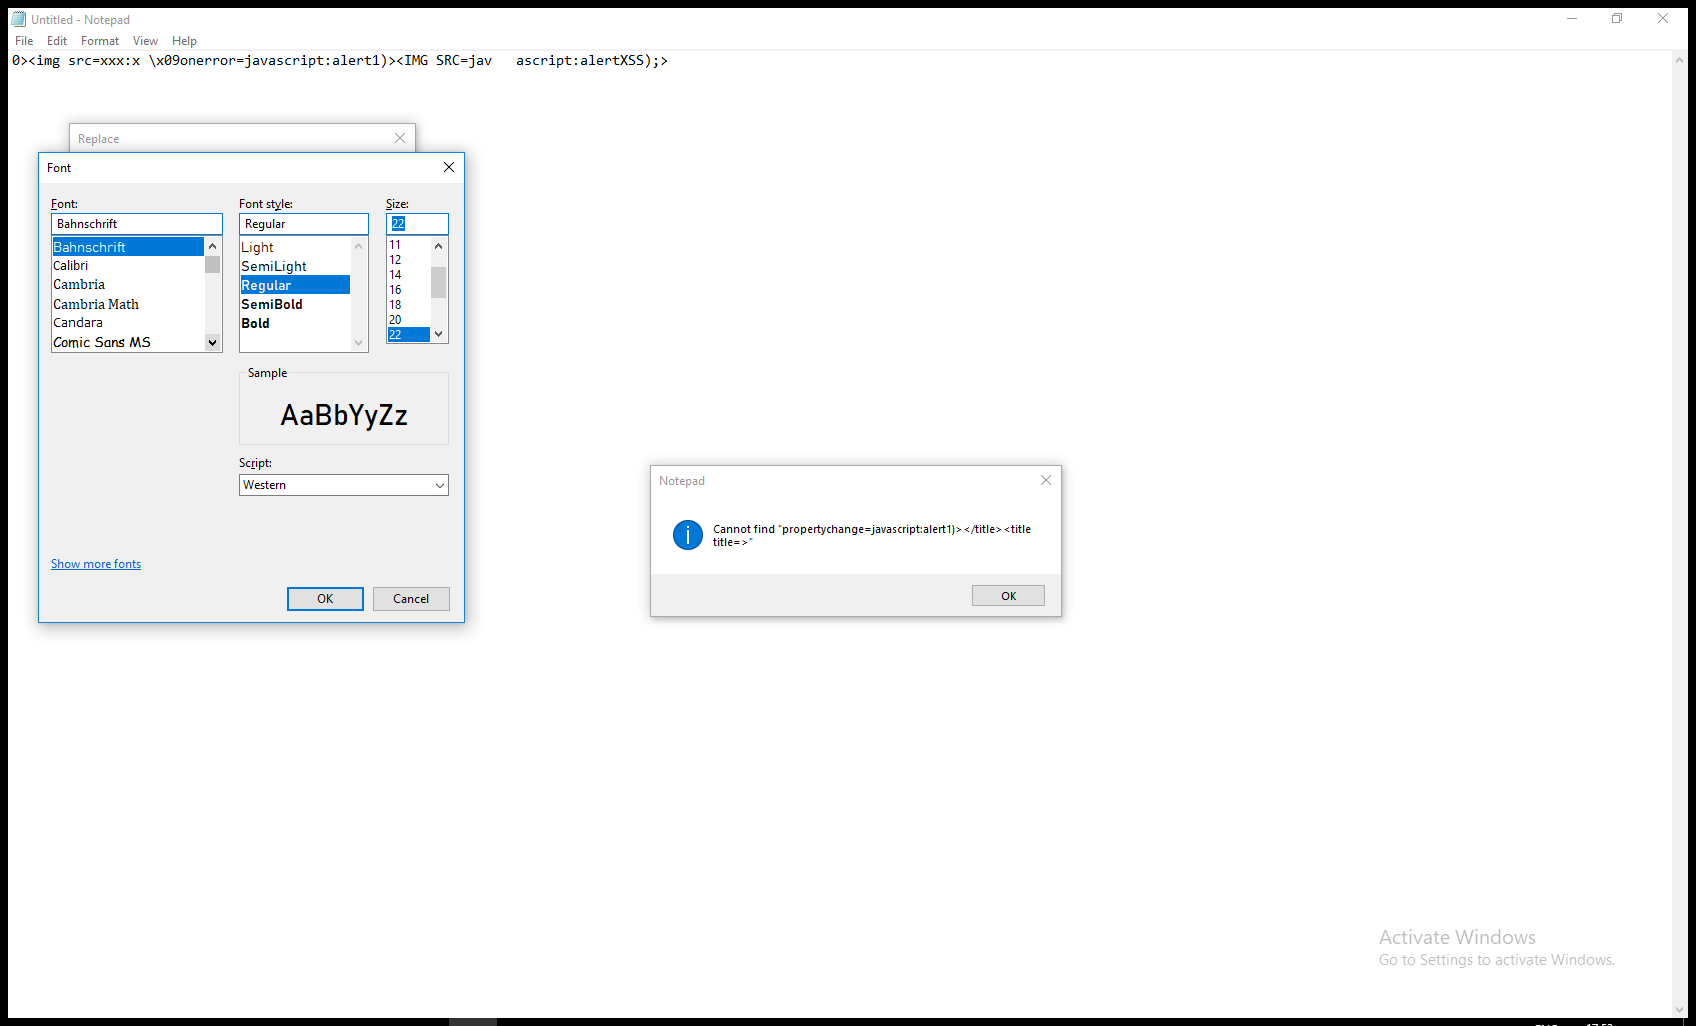 Untitled - Notepad
File Edit Format View Help
0><img src=xxx:x \x09onerror=javascript:alert1)><IMG SRC=jav   ascript:alertXSS);>
Replace
Font
Font: Font style: Size:
Bahnschrift Regular 22
Bahnschrift
Calibri
Cambria
Cambria Math
Candara
Comic Sans MS
Light
SemiLight
Regular
SemiBold
Bold
11
12
14
16
18
20
22
Sample
AaBbYyZz
Script:
Western
Show more fonts
OK Cancel
Notepad
Cannot find "propertychange=javascript:alert1)></title><title
title=>"
OK
Activate Windows
Go to Settings to activate Windows.